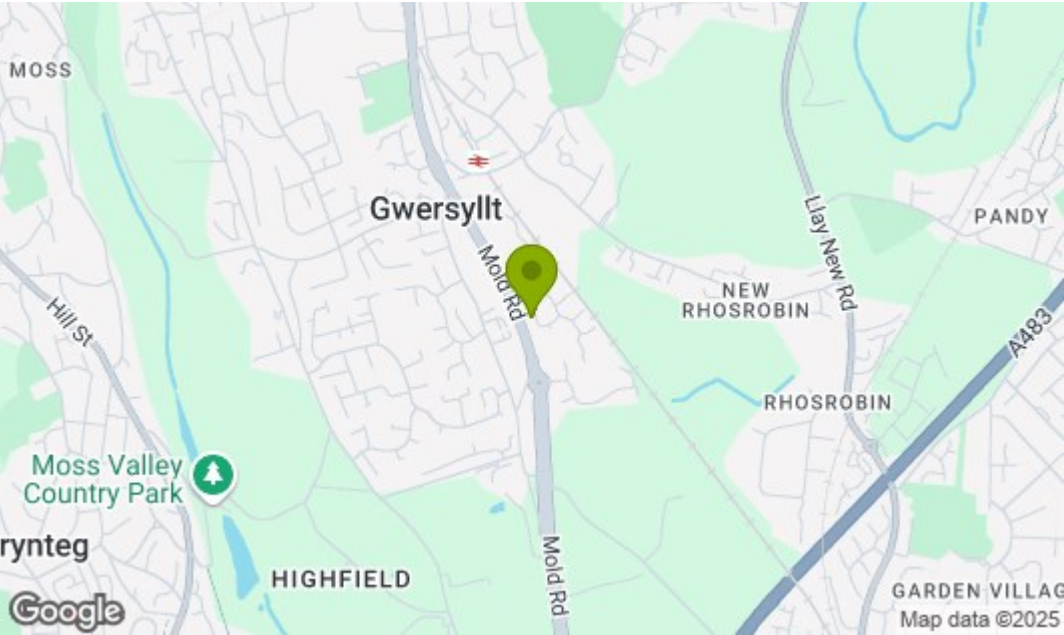 MOSS
Gwersyllt
PANDY
Mold Rd
Llay New Rd
NEW
RHOSROBIN
Hill St
A483
RHOSROBIN
Moss Valley
Country Park
rynteg
HIGHFIELD
Mold Rd
GARDEN VILLAG
Google
Map data ©2025